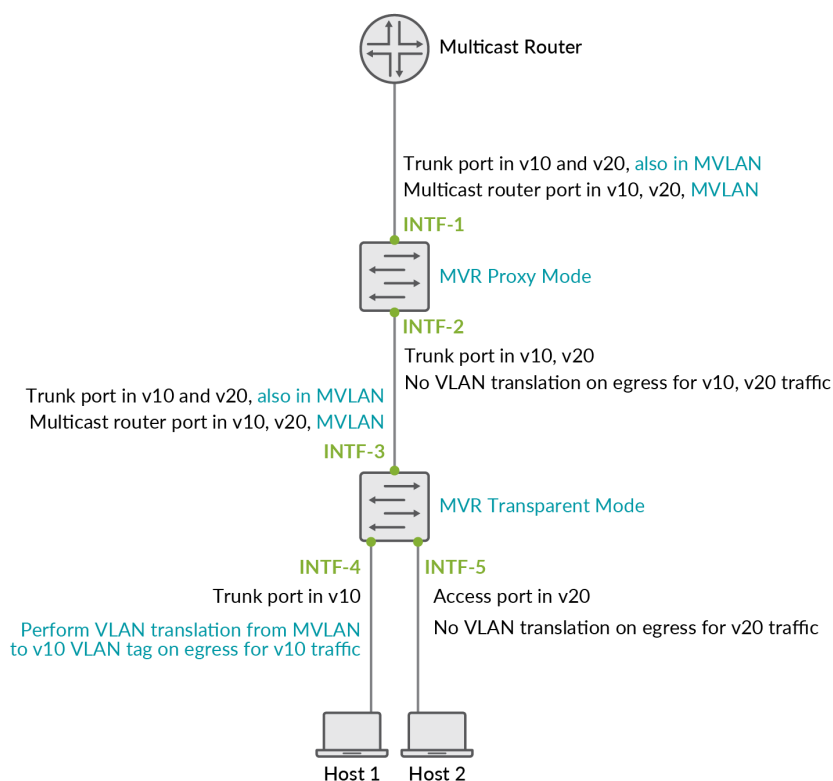 Multicast Router
Trunk port in v10 and v20, also in MVLAN
Multicast router port in v10, v20, MVLAN
INTF-1
MVR Proxy Mode
INTF-2
Trunk port in v10, v20
No VLAN translation on egress for v10, v20 traffic
Trunk port in v10 and v20, also in MVLAN
Multicast router port in v10, v20, MVLAN
INTF-3
MVR Transparent Mode
INTF-4
Trunk port in v10
Perform VLAN translation from MVLAN
to v10 VLAN tag on egress for v10 traffic
INTF-5
Access port in v20
No VLAN translation on egress for v20 traffic
Host 1
Host 2